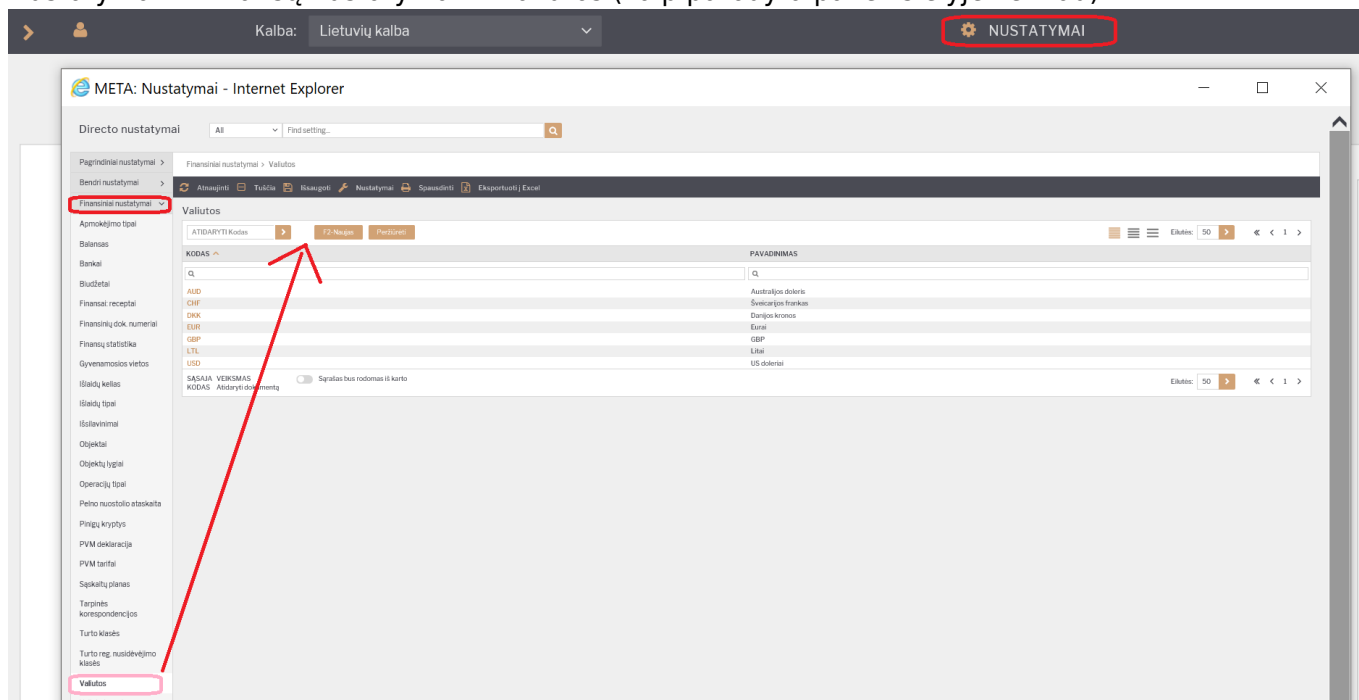 Kalba: Lietuvių kalba NUSTATYMAI
META: Nustatymai - Internet Explorer
Directo nustatymai All Find setting...
Pagrindiniai nustatymai >
Finansiniai nustatymai > Valiutos
Bendri nustatymai >
Atnaujinti Tuščia Išsaugoti Nustatymai Spausdinti Eksportuoti į Excel
Finansiniai nustatymai
Valiutos
Apmokėjimo tipai
ATIDARYTI Kodas > F2-Naujas Peržiūrėti Eilutės: 50 > « < 1 >
Balansas
KODAS PAVADINIMAS
Bankai
Biudžetai
AUD Australijos doleris
Finansai: receptai
CHF Šveicarijos frankas
DKK Danijos kronos
Finansinių dok. numeriai
EUR Eurai
GBP GBP
Finansų statistika
LTL Litai
Gyvenamosios vietos
USD US doleriai
SĄSAJA VEIKSMAS Sąrašas bus rodomas iš karto Eilutės: 50 > « < 1 >
KODAS Atidaryti dokumentą
Išlaidų kelias
Išlaidų tipai
Išsilavinimai
Objektai
Objektų lygiai
Operacijų tipai
Pelno nuostolio ataskaita
Pinigų kryptys
PVM deklaracija
PVM tarifai
Sąskaitų planas
Tarpinės
korespondencijos
Turto klasės
Turto reg. nusidėvėjimo
klasės
Valiutos